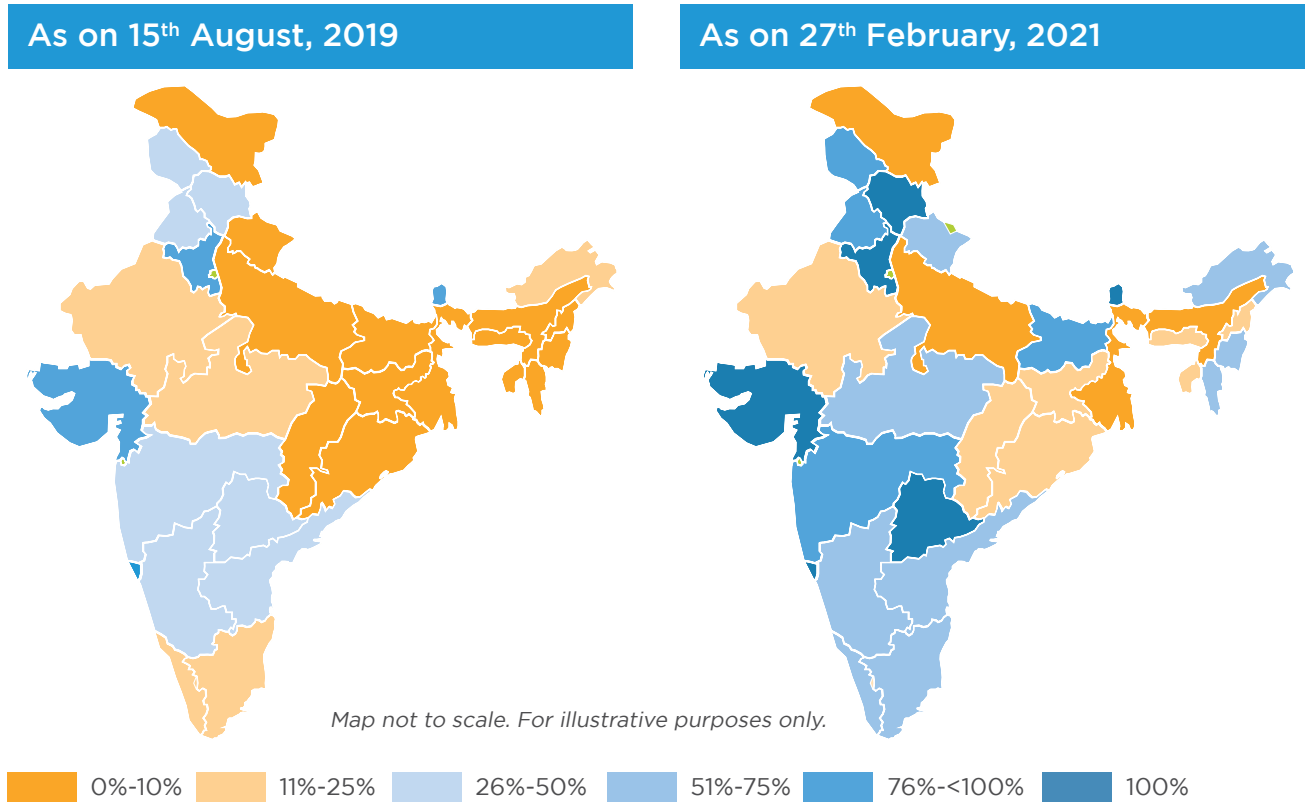 As on 15th August, 2019
As on 27th February, 2021
Map not to scale. For illustrative purposes only.
0%-10%
11%-25%
26%-50%
51%-75%
76%-<100%
100%